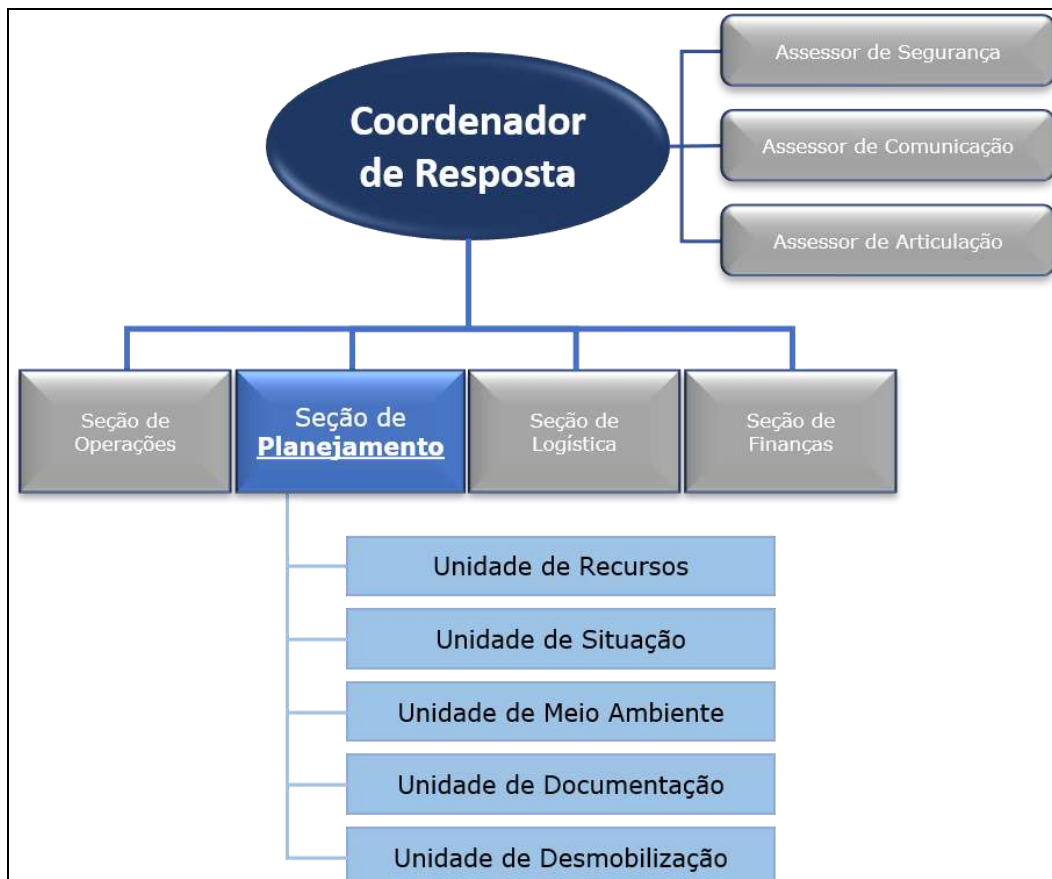 Assessor de Segurança
Coordenador
de Resposta
Assessor de Comunicação
Assessor de Articulação
Seção de
Operações
Seção de
Planejamento
Seção de
Logística
Seção de
Finanças
Unidade de Recursos
Unidade de Situação
Unidade de Meio Ambiente
Unidade de Documentação
Unidade de Desmobilização